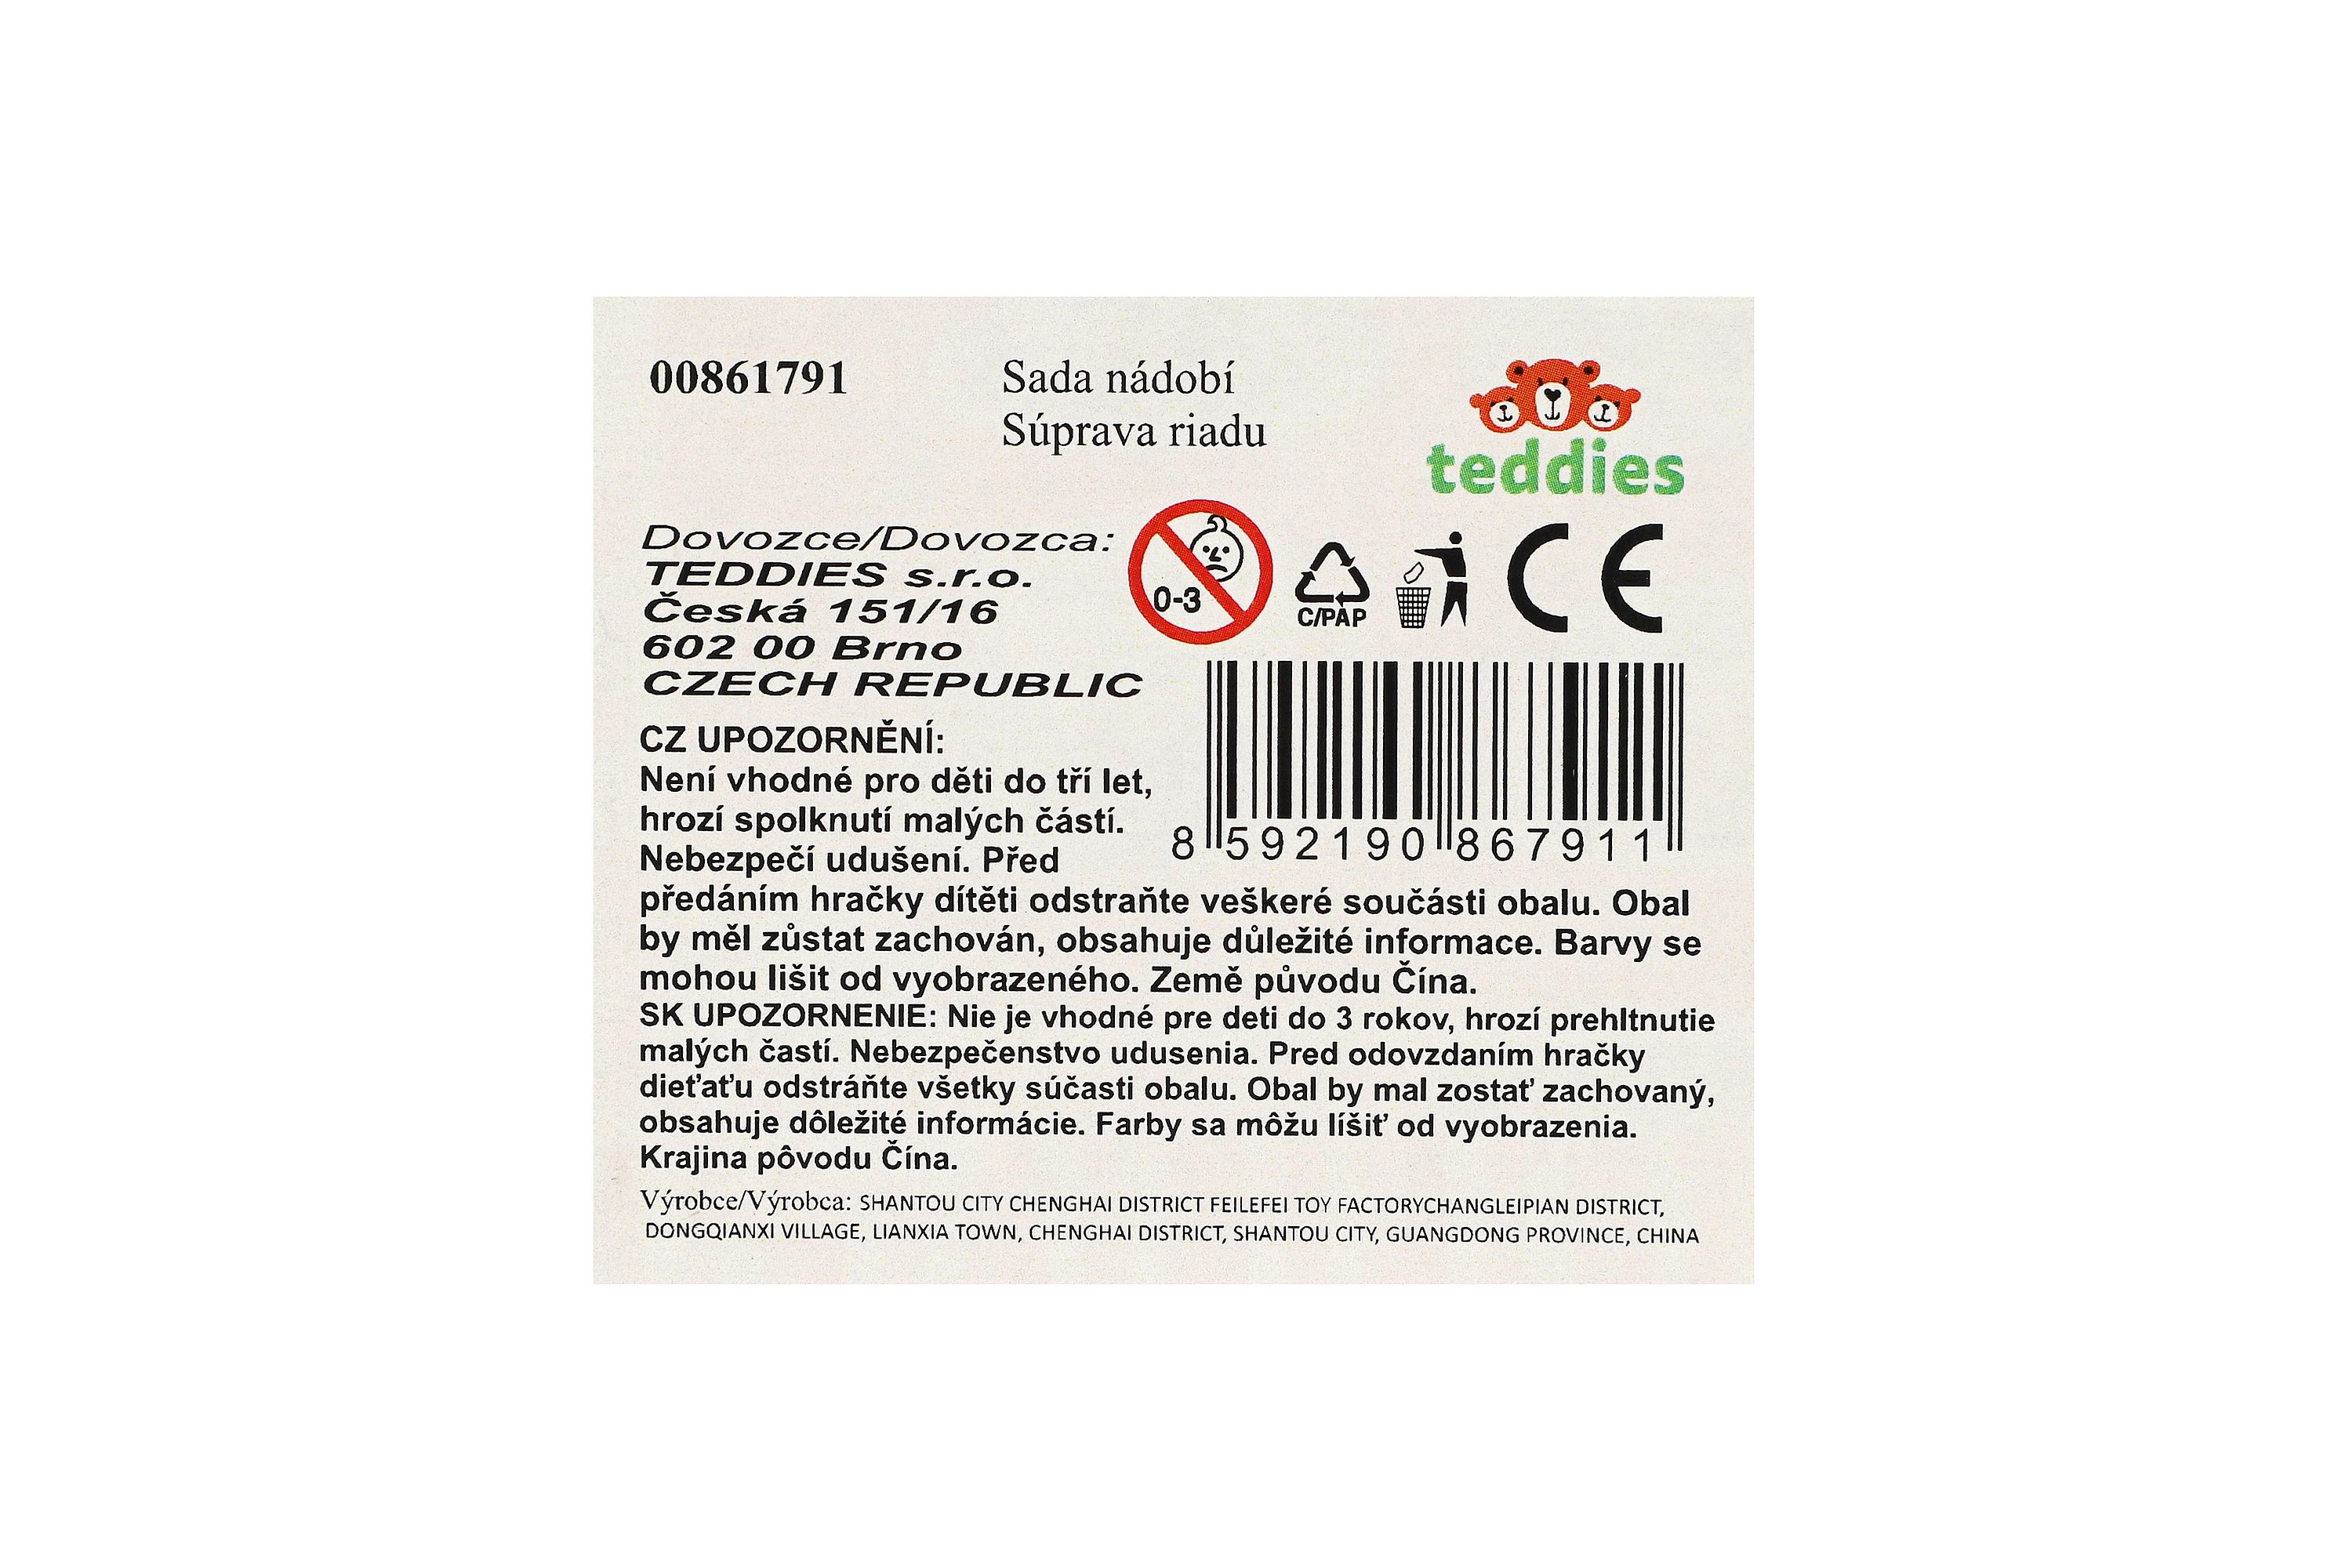 00861791
Sada nádobí
Súprava riadu
teddies
Dovozce/Dovozca:
TEDDIES s.r.o.
Česká 151/16
602 00 Brno
CZECH REPUBLIC
0-3
C/PAP
CE
8 592190 867911
CZ UPOZORNĚNÍ:
Není vhodné pro děti do tří let,
hrozí spolknutí malých částí.
Nebezpečí udušení. Před
předáním hračky dítěti odstraňte veškeré součásti obalu. Obal
by měl zůstat zachován, obsahuje důležité informace. Barvy se
mohou lišit od vyobrazeného. Země původu Čína.
SK UPOZORNENIE: Nie je vhodné pre deti do 3 rokov, hrozí prehltnutie
malých častí. Nebezpečenstvo udusenia. Pred odovzdaním hračky
dieťaťu odstráňte všetky súčasti obalu. Obal by mal zostať zachovaný,
obsahuje dôležité informácie. Farby sa môžu líšiť od vyobrazenia.
Krajina pôvodu Čína.
Výrobce/Výrobca: SHANTOU CITY CHENGHAI DISTRICT FEILEFEI TOY FACTORYCHANGLEIPIAN DISTRICT,
DONGQIANXI VILLAGE, LIANXIA TOWN, CHENGHAI DISTRICT, SHANTOU CITY, GUANGDONG PROVINCE, CHINA